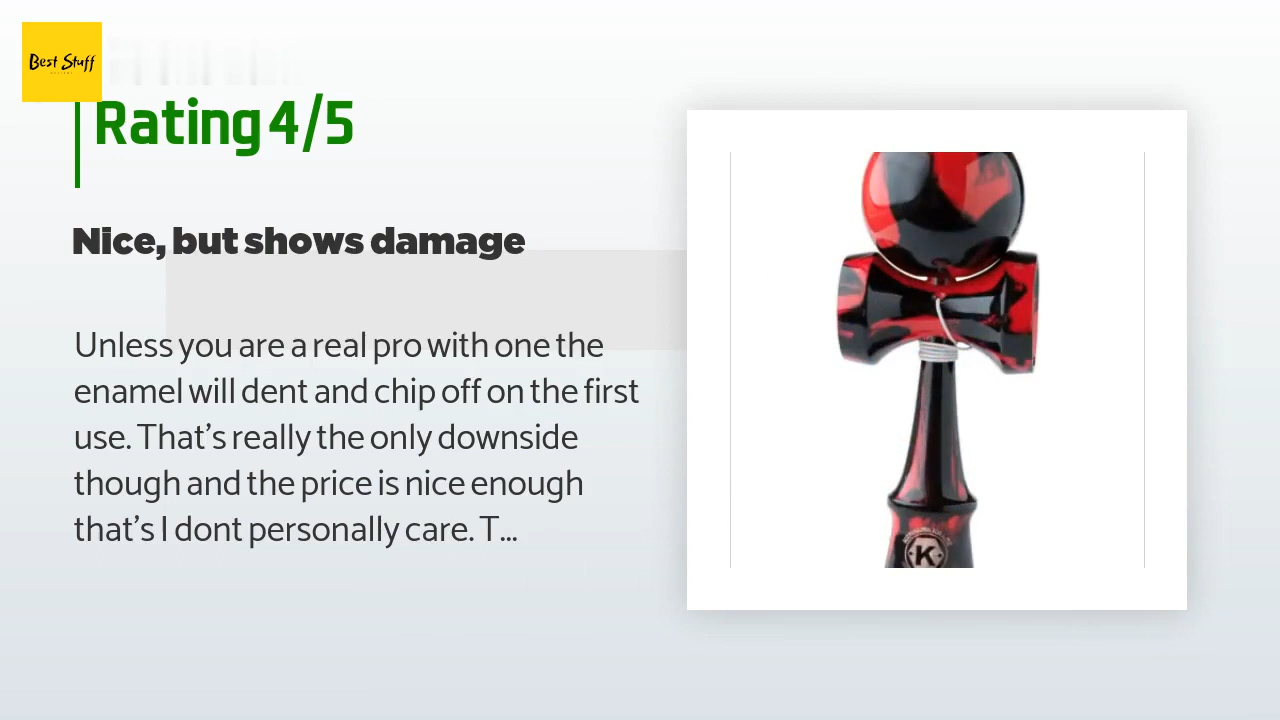 Best Stuff
Rating 4/5
Nice, but shows damage
Unless you are a real pro with one the
enamel will dent and chip off on the first
use. That's really the only downside
though and the price is nice enough
that's I dont personally care. T...
K